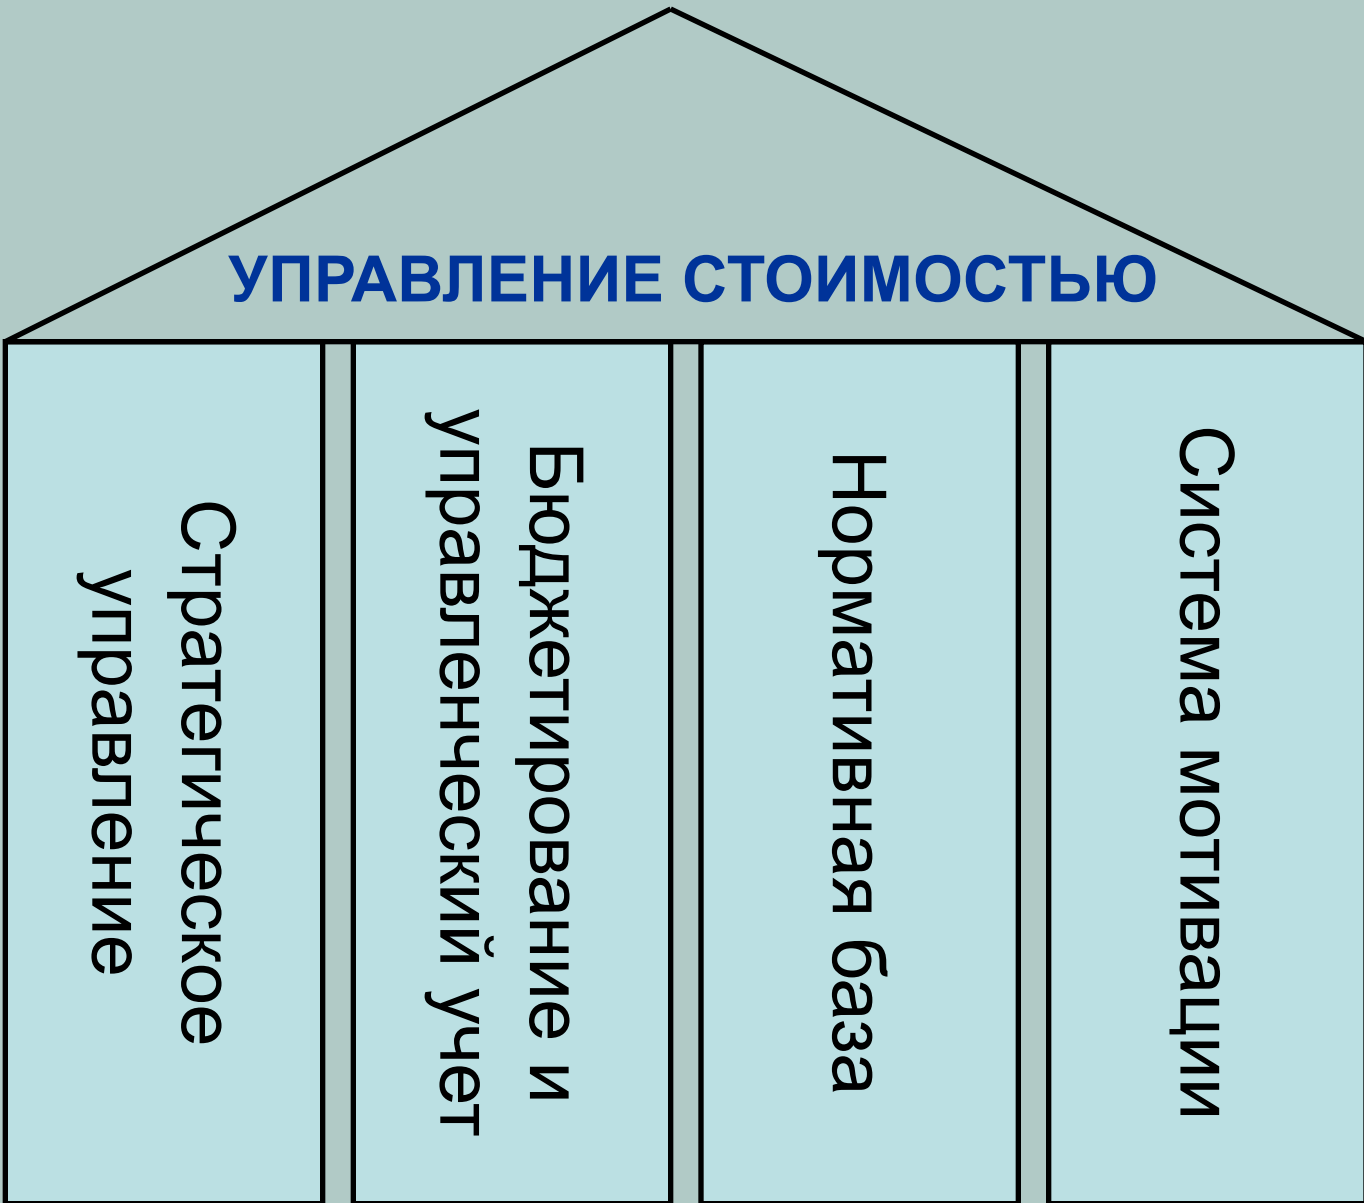 УПРАВЛЕНИЕ СТОИМОСТЬЮ
Стратегическое
управление
Бюджетирование и
управленческий учет
Нормативная база
Система мотивации